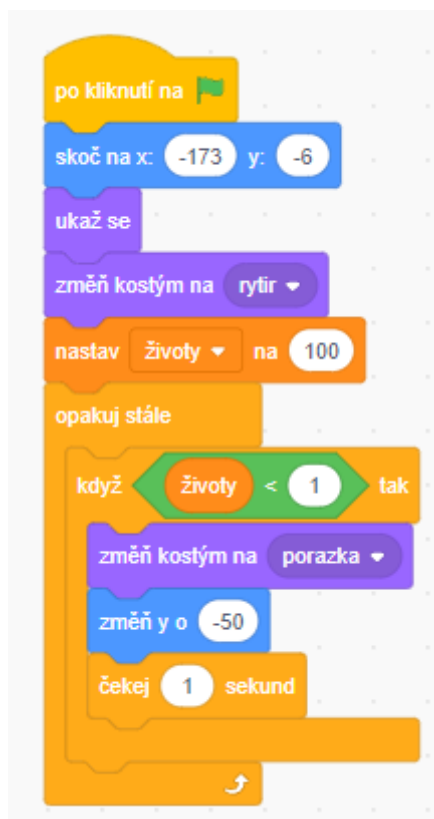 po kliknutí na
skoč na x: -173 y: -6
ukaž se
změň kostým na rytir
nastav životy na 100
opakuj stále
když životy < 1 tak
změň kostým na porazka
změň y o -50
čekej 1 sekund